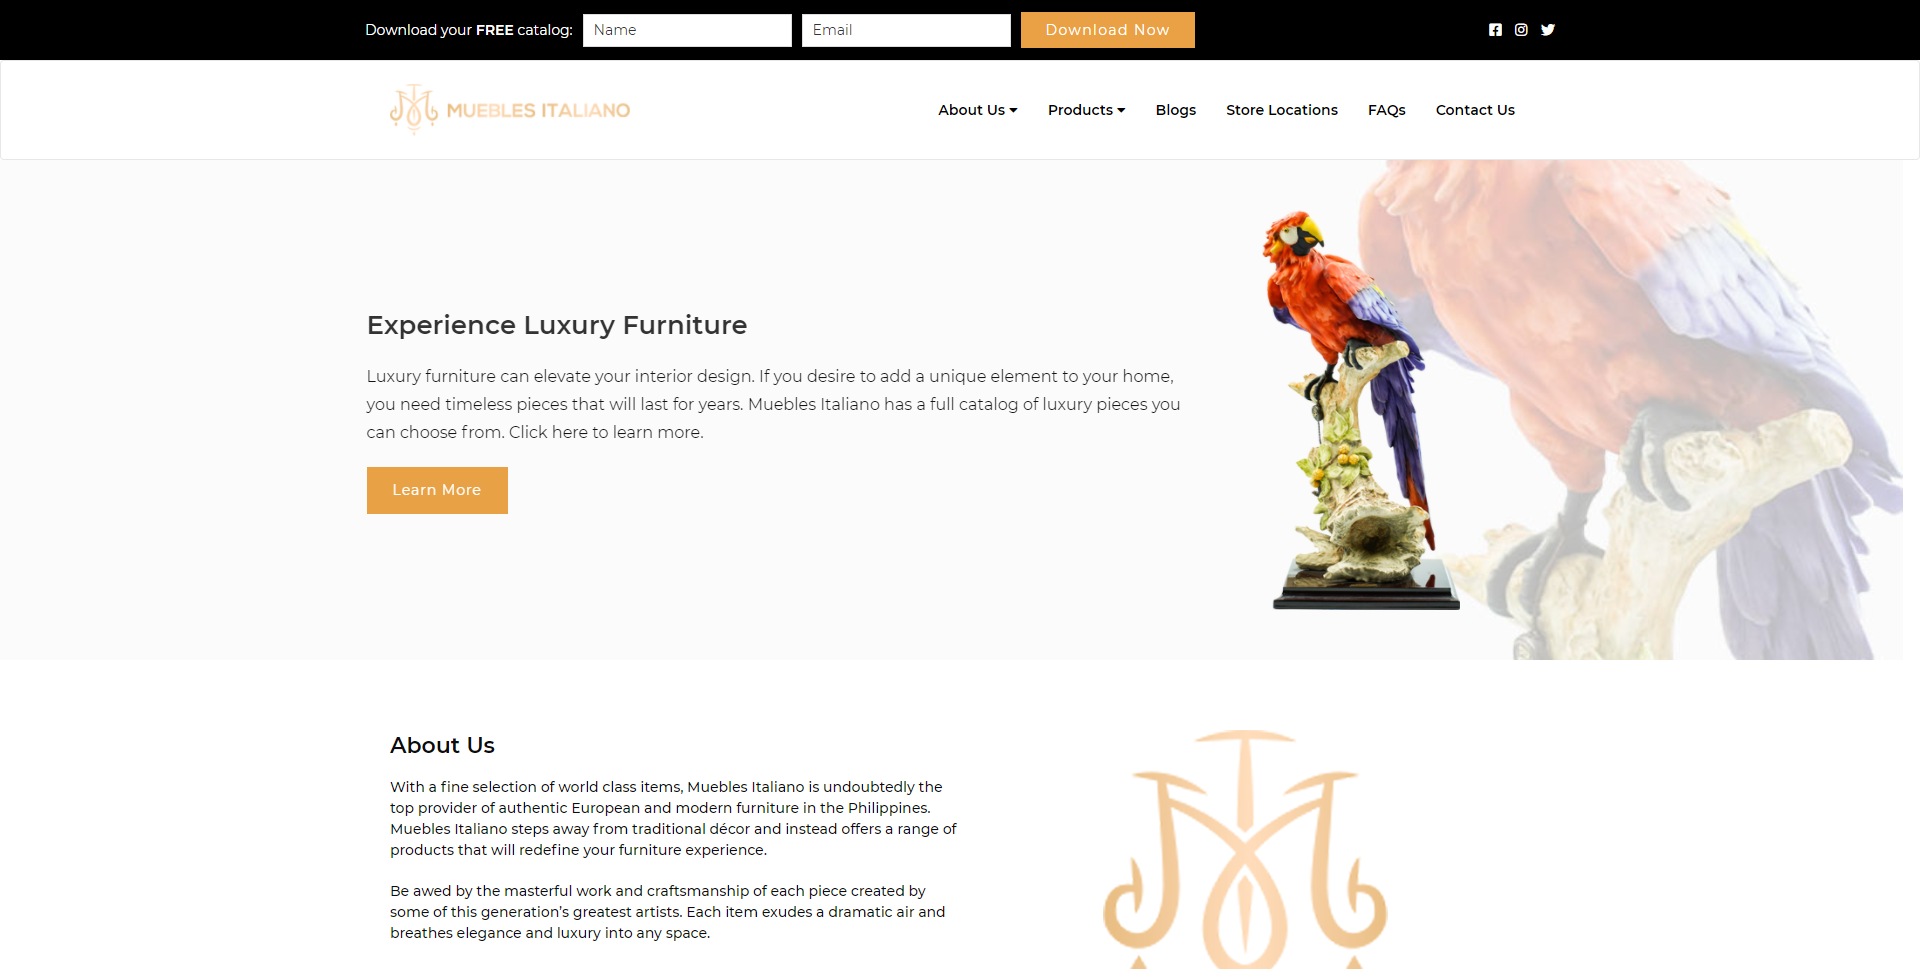 Download your FREE catalog: Name Email Download Now
MUEBLES ITALIANO
About Us Products Blogs Store Locations FAQs Contact Us
Experience Luxury Furniture
Luxury furniture can elevate your interior design. If you desire to add a unique element to your home,
you need timeless pieces that will last for years. Muebles Italiano has a full catalog of luxury pieces you
can choose from. Click here to learn more.
Learn More
About Us
With a fine selection of world class items, Muebles Italiano is undoubtedly the
top provider of authentic European and modern furniture in the Philippines.
Muebles Italiano steps away from traditional décor and instead offers a range of
products that will redefine your furniture experience.
Be awed by the masterful work and craftsmanship of each piece created by
some of this generation’s greatest artists. Each item exudes a dramatic air and
breathes elegance and luxury into any space.